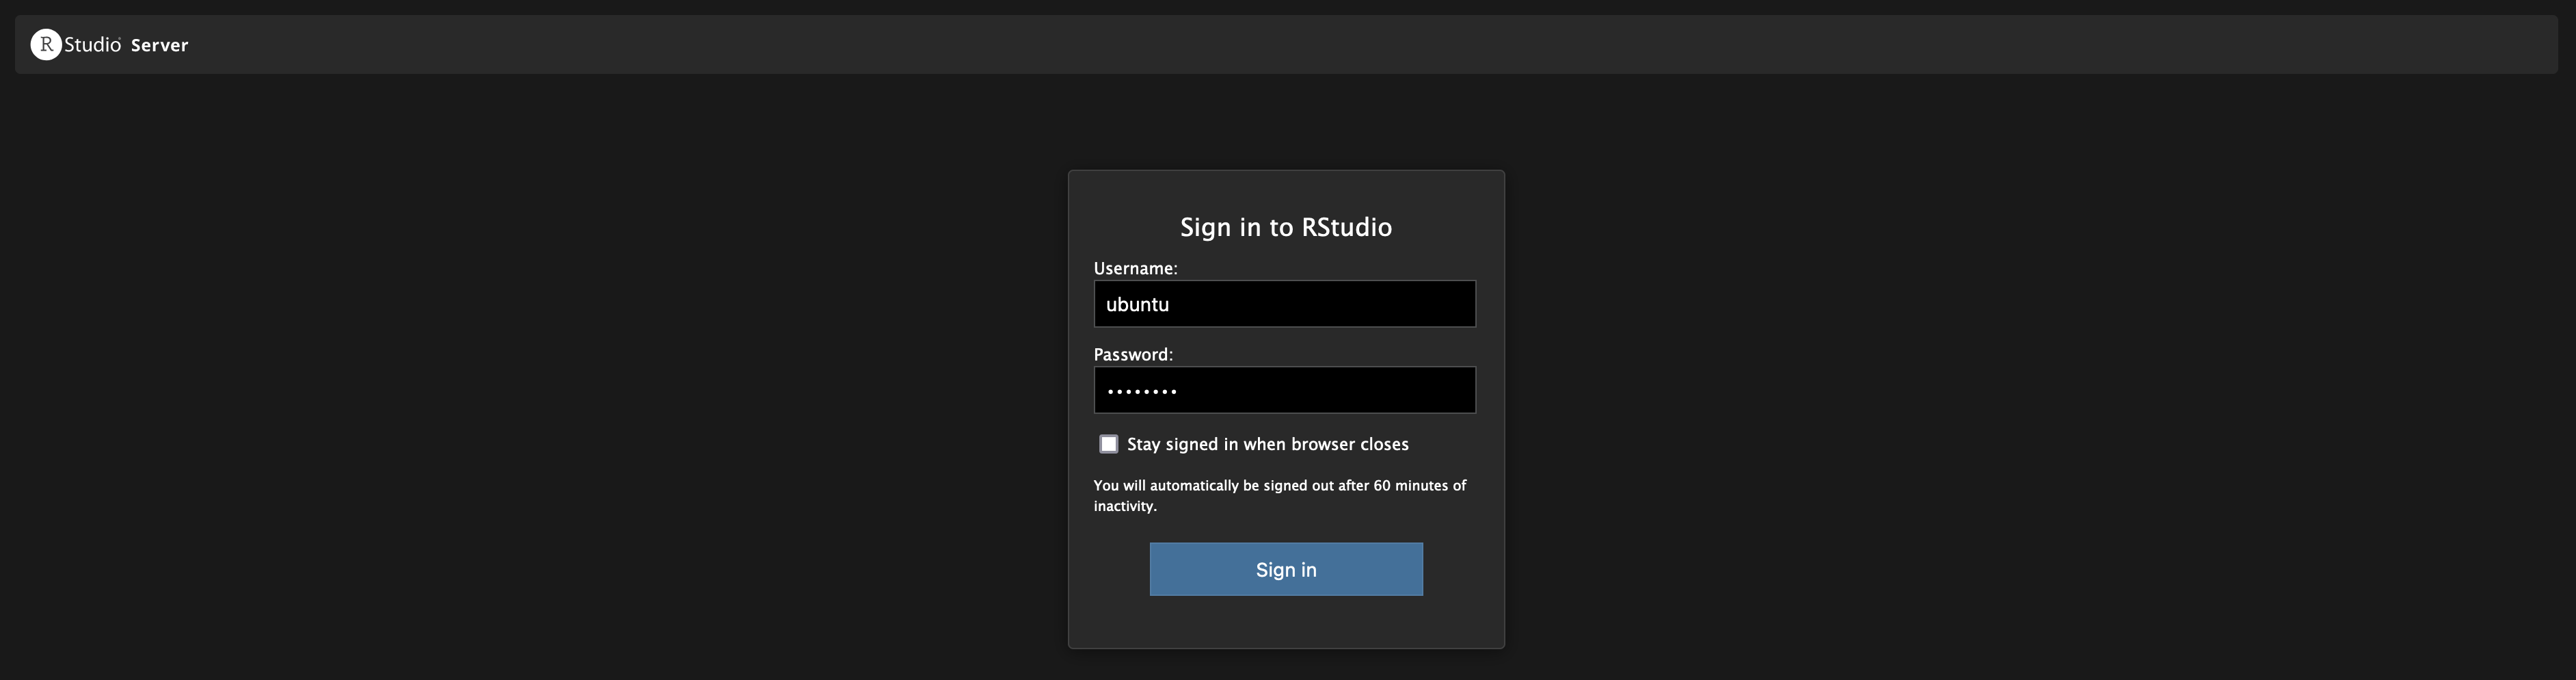 R Studio Server
Sign in to RStudio
Username:
ubuntu
Password:
••••••••
Stay signed in when browser closes
You will automatically be signed out after 60 minutes of
inactivity.
Sign in